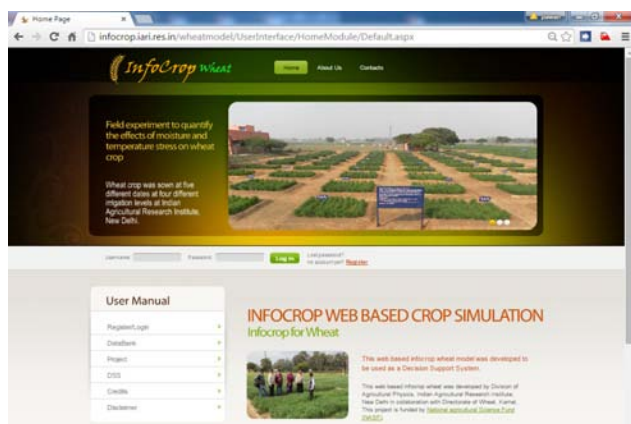 Home Page
infocrop.iari.res.in/wheatmodel/UserInterface/HomeModule/Default.aspx
InfoCrop Wheat
Home About Us Contacts
Field experiment to quantify
the effects of moisture and
temperature stress on wheat
crop
Wheat crop was sown at five
different dates at four different
irrigation levels at Indian
Agricultural Research Institute,
New Delhi.
Username Password Log in Lost password?
no account yet? Register
User Manual
Register/Login
DataBank
Project
DSS
Credits
Disclaimer
INFOCROP WEB BASED CROP SIMULATION
Infocrop for Wheat
This web based infocrop wheat model was developed to
be used as a Decision Support System.
This web based infocrop wheat was developed by Division of
Agricultural Physics, Indian Agricultural Research Institute,
New Delhi in collaboration with Directorate of Wheat, Karnal.
This project is funded by National agricultural Science Fund
(NASF).